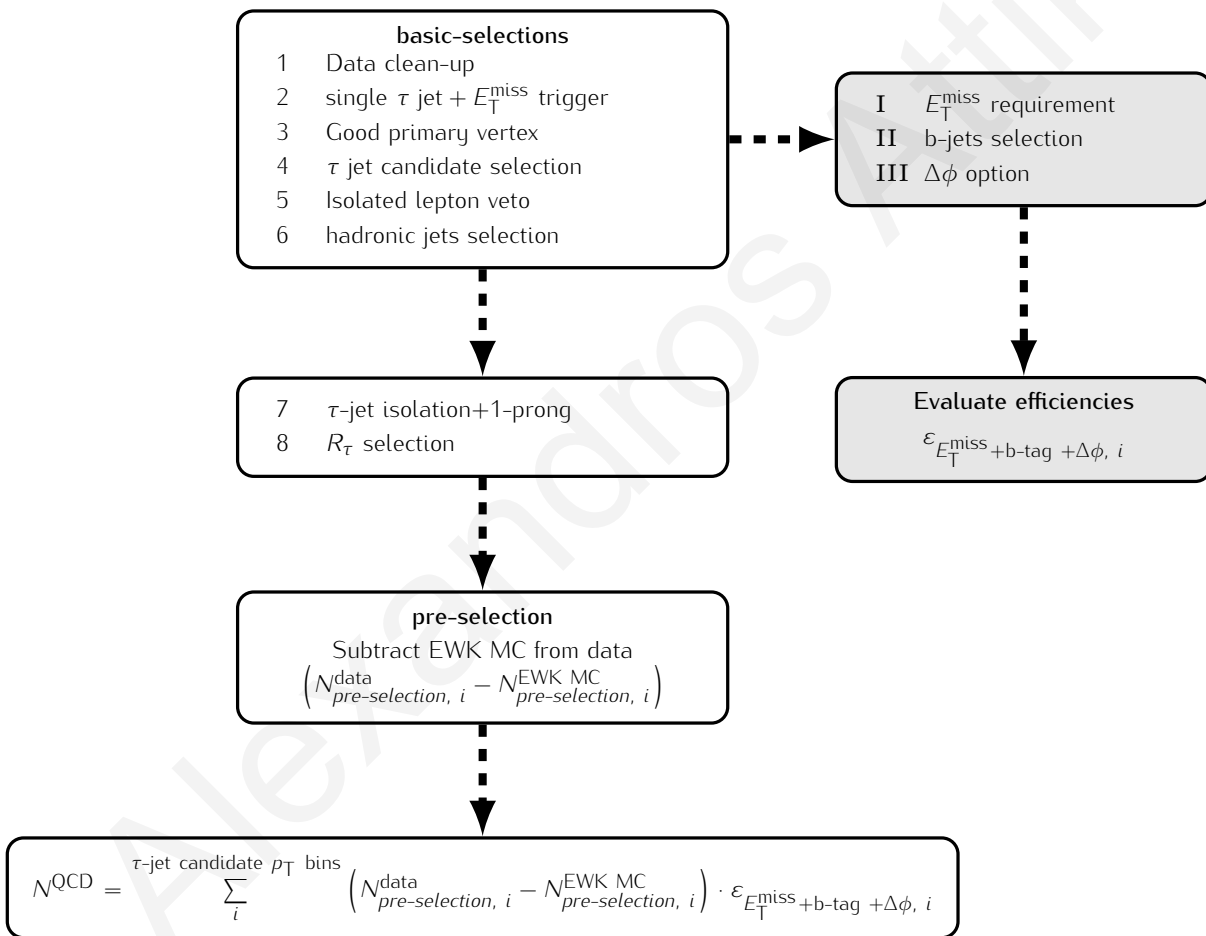 basic-selections
1 Data clean-up
2 single τ jet + E_T^miss trigger
3 Good primary vertex
4 τ jet candidate selection
5 Isolated lepton veto
6 hadronic jets selection
I E_T^miss requirement
II b-jets selection
III Δϕ option
7 τ-jet isolation+1-prong
8 R_τ selection
Evaluate efficiencies
ε_{E_T^miss+b-tag +Δϕ, i}
pre-selection
Subtract EWK MC from data
(N^data_{pre-selection, i} − N^{EWK MC}_{pre-selection, i})
N^QCD = ∑_i^{τ-jet candidate p_T bins} (N^data_{pre-selection, i} − N^{EWK MC}_{pre-selection, i}) · ε_{E_T^miss+b-tag +Δϕ, i}
Alexandros Atti